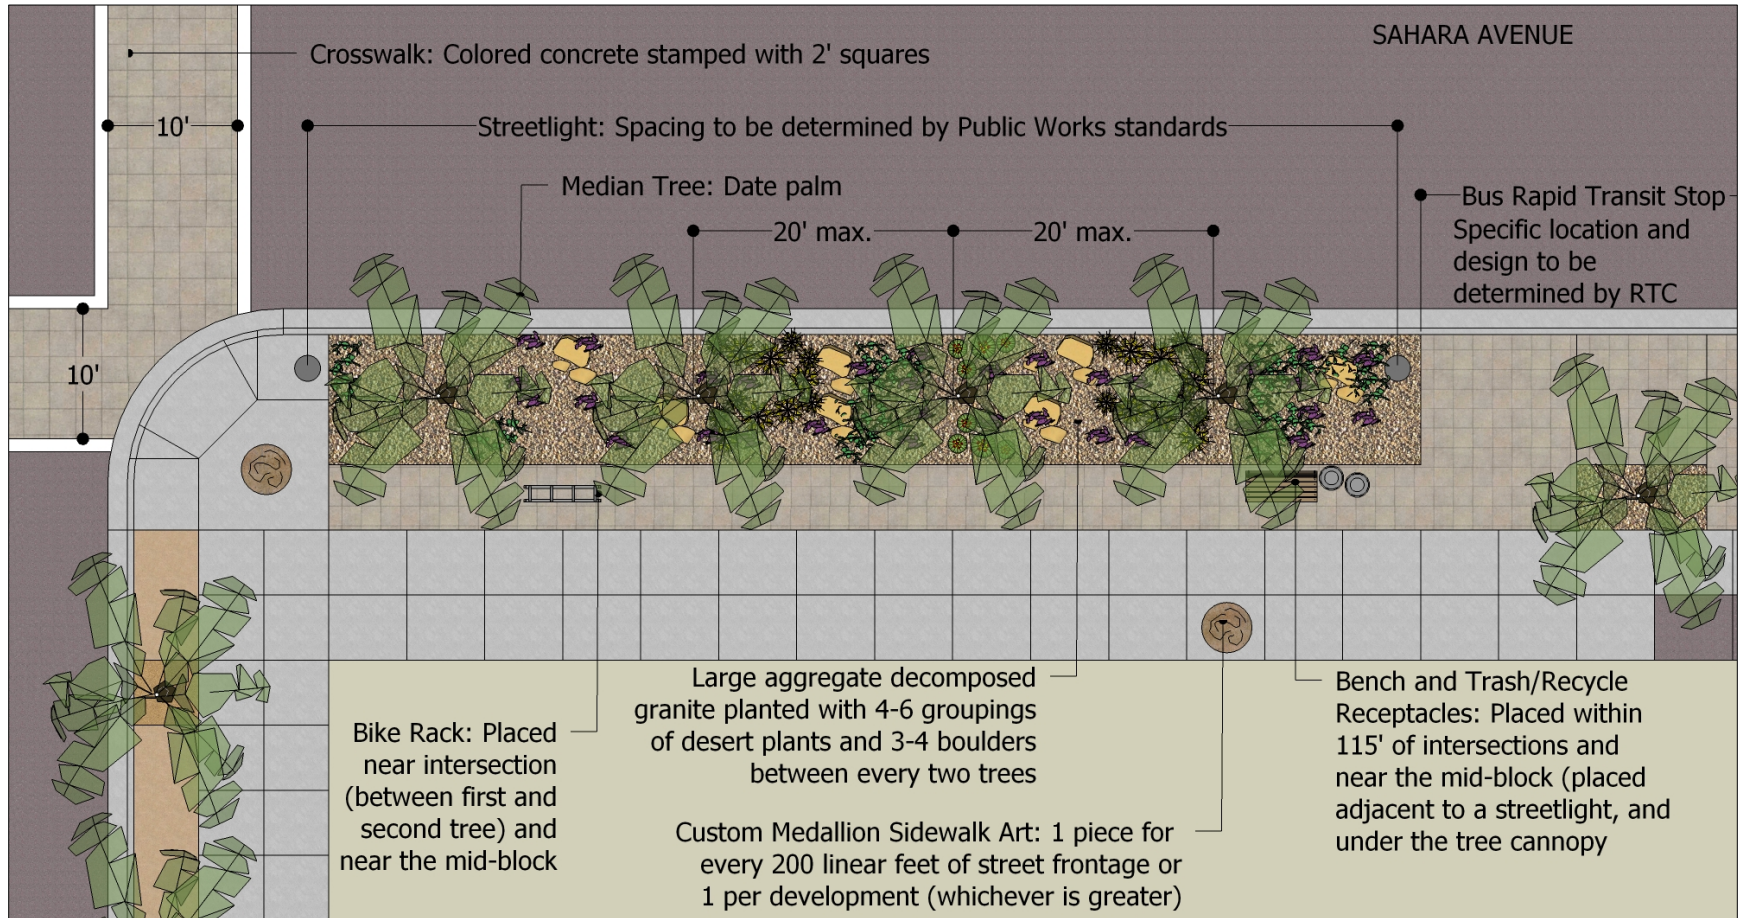 SAHARA AVENUE
Crosswalk: Colored concrete stamped with 2' squares
10'
Streetlight: Spacing to be determined by Public Works standards
Median Tree: Date palm
Bus Rapid Transit Stop
Specific location and
design to be
determined by RTC
20' max.
20' max.
10'
Bike Rack: Placed
near intersection
(between first and
second tree) and
near the mid-block
Large aggregate decomposed
granite planted with 4-6 groupings
of desert plants and 3-4 boulders
between every two trees
Custom Medallion Sidewalk Art: 1 piece for
every 200 linear feet of street frontage or
1 per development (whichever is greater)
Bench and Trash/Recycle
Receptacles: Placed within
115' of intersections and
near the mid-block (placed
adjacent to a streetlight, and
under the tree cannopy